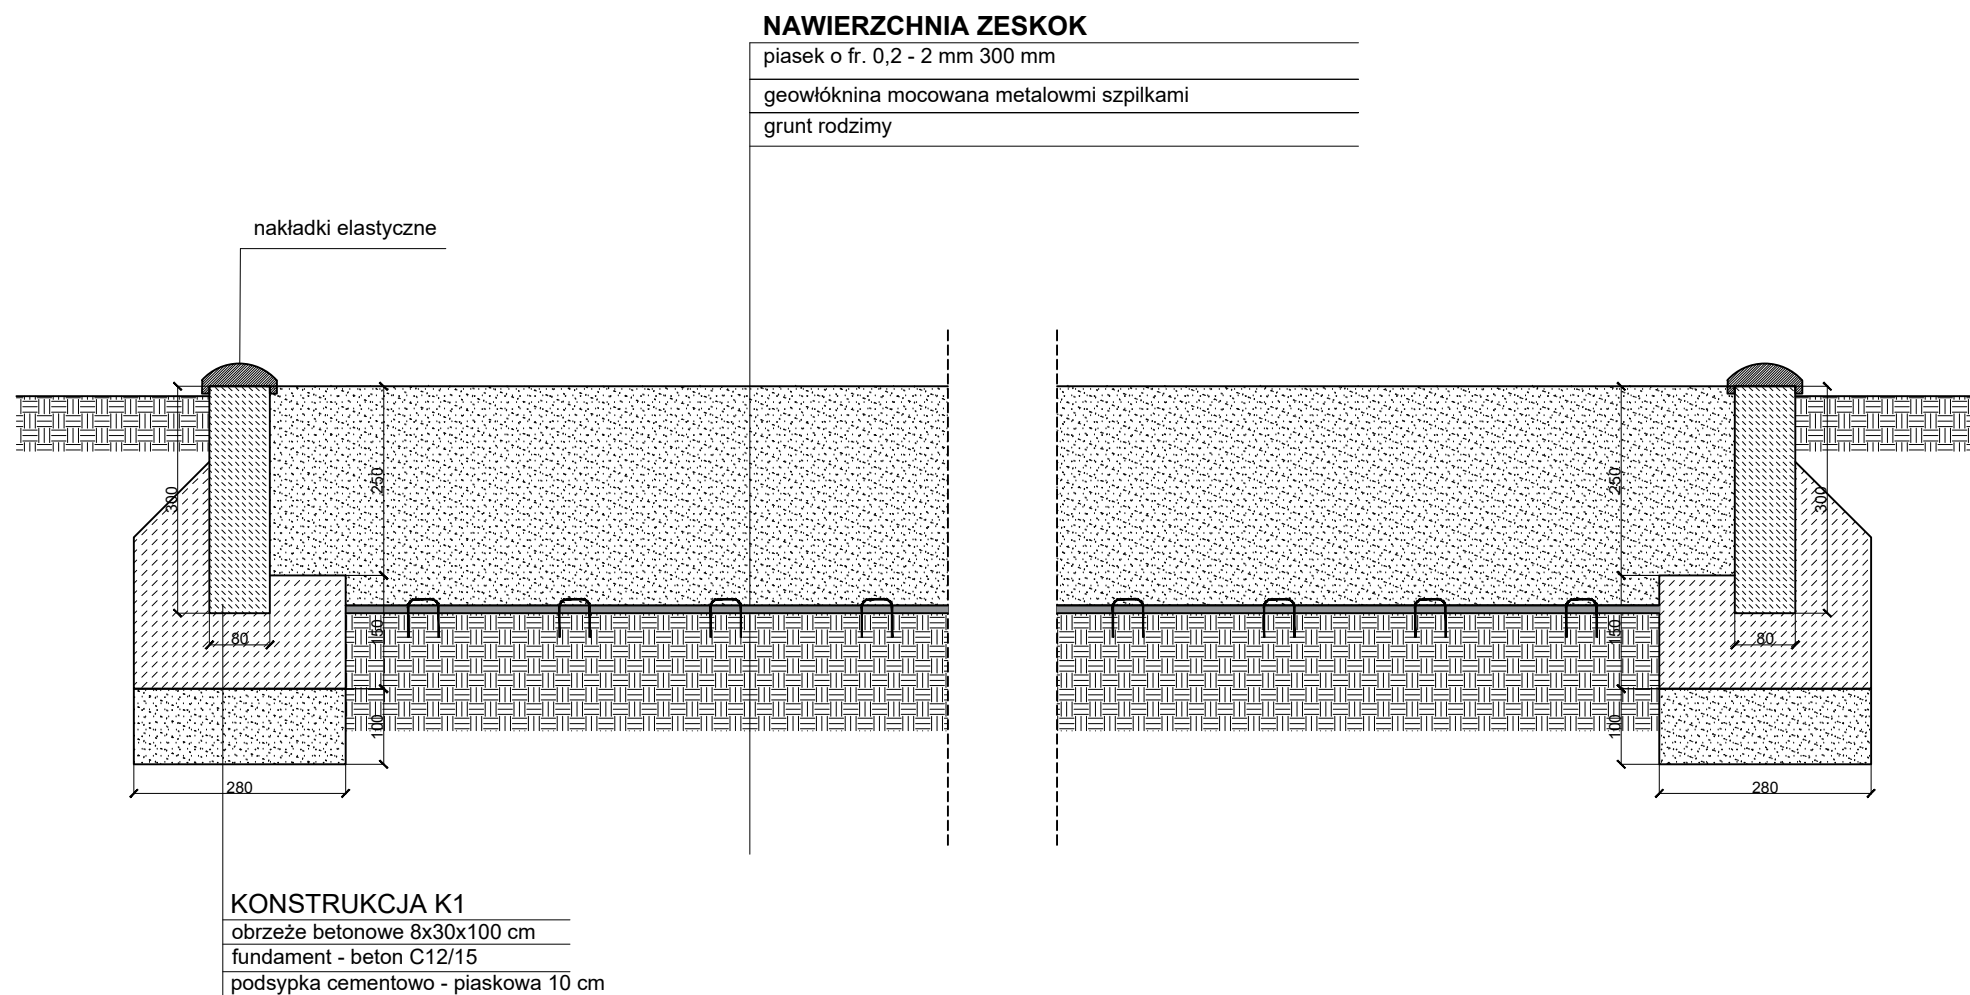 NAWIERZCHNIA ZESKOK
piasek o fr. 0,2 - 2 mm 300 mm
geowłóknina mocowana metalowmi szpilkami
grunt rodzimy
nakładki elastyczne
300
250
250
300
80
150
150
80
100
100
280
280
KONSTRUKCJA K1
obrzeże betonowe 8x30x100 cm
fundament - beton C12/15
podsypka cementowo - piaskowa 10 cm